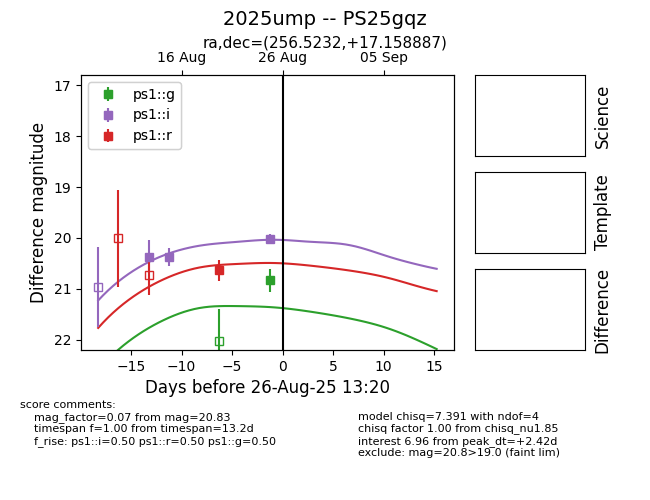 2025ump -- PS25gqz
ra,dec=(256.5232,+17.158887)
16 Aug 26 Aug 05 Sep
17
18
19
20
21
22
Difference magnitude
ps1::g
ps1::i
ps1::r
−15 −10 −5 0 5 10 15
Days before 26-Aug-25 13:20
Science
Template
Difference
score comments:
mag_factor=0.07 from mag=20.83
timespan f=1.00 from timespan=13.2d
f_rise: ps1::i=0.50 ps1::r=0.50 ps1::g=0.50
model chisq=7.391 with ndof=4
chisq factor 1.00 from chisq_nu1.85
interest 6.96 from peak_dt=+2.42d
exclude: mag=20.8>19.0 (faint lim)